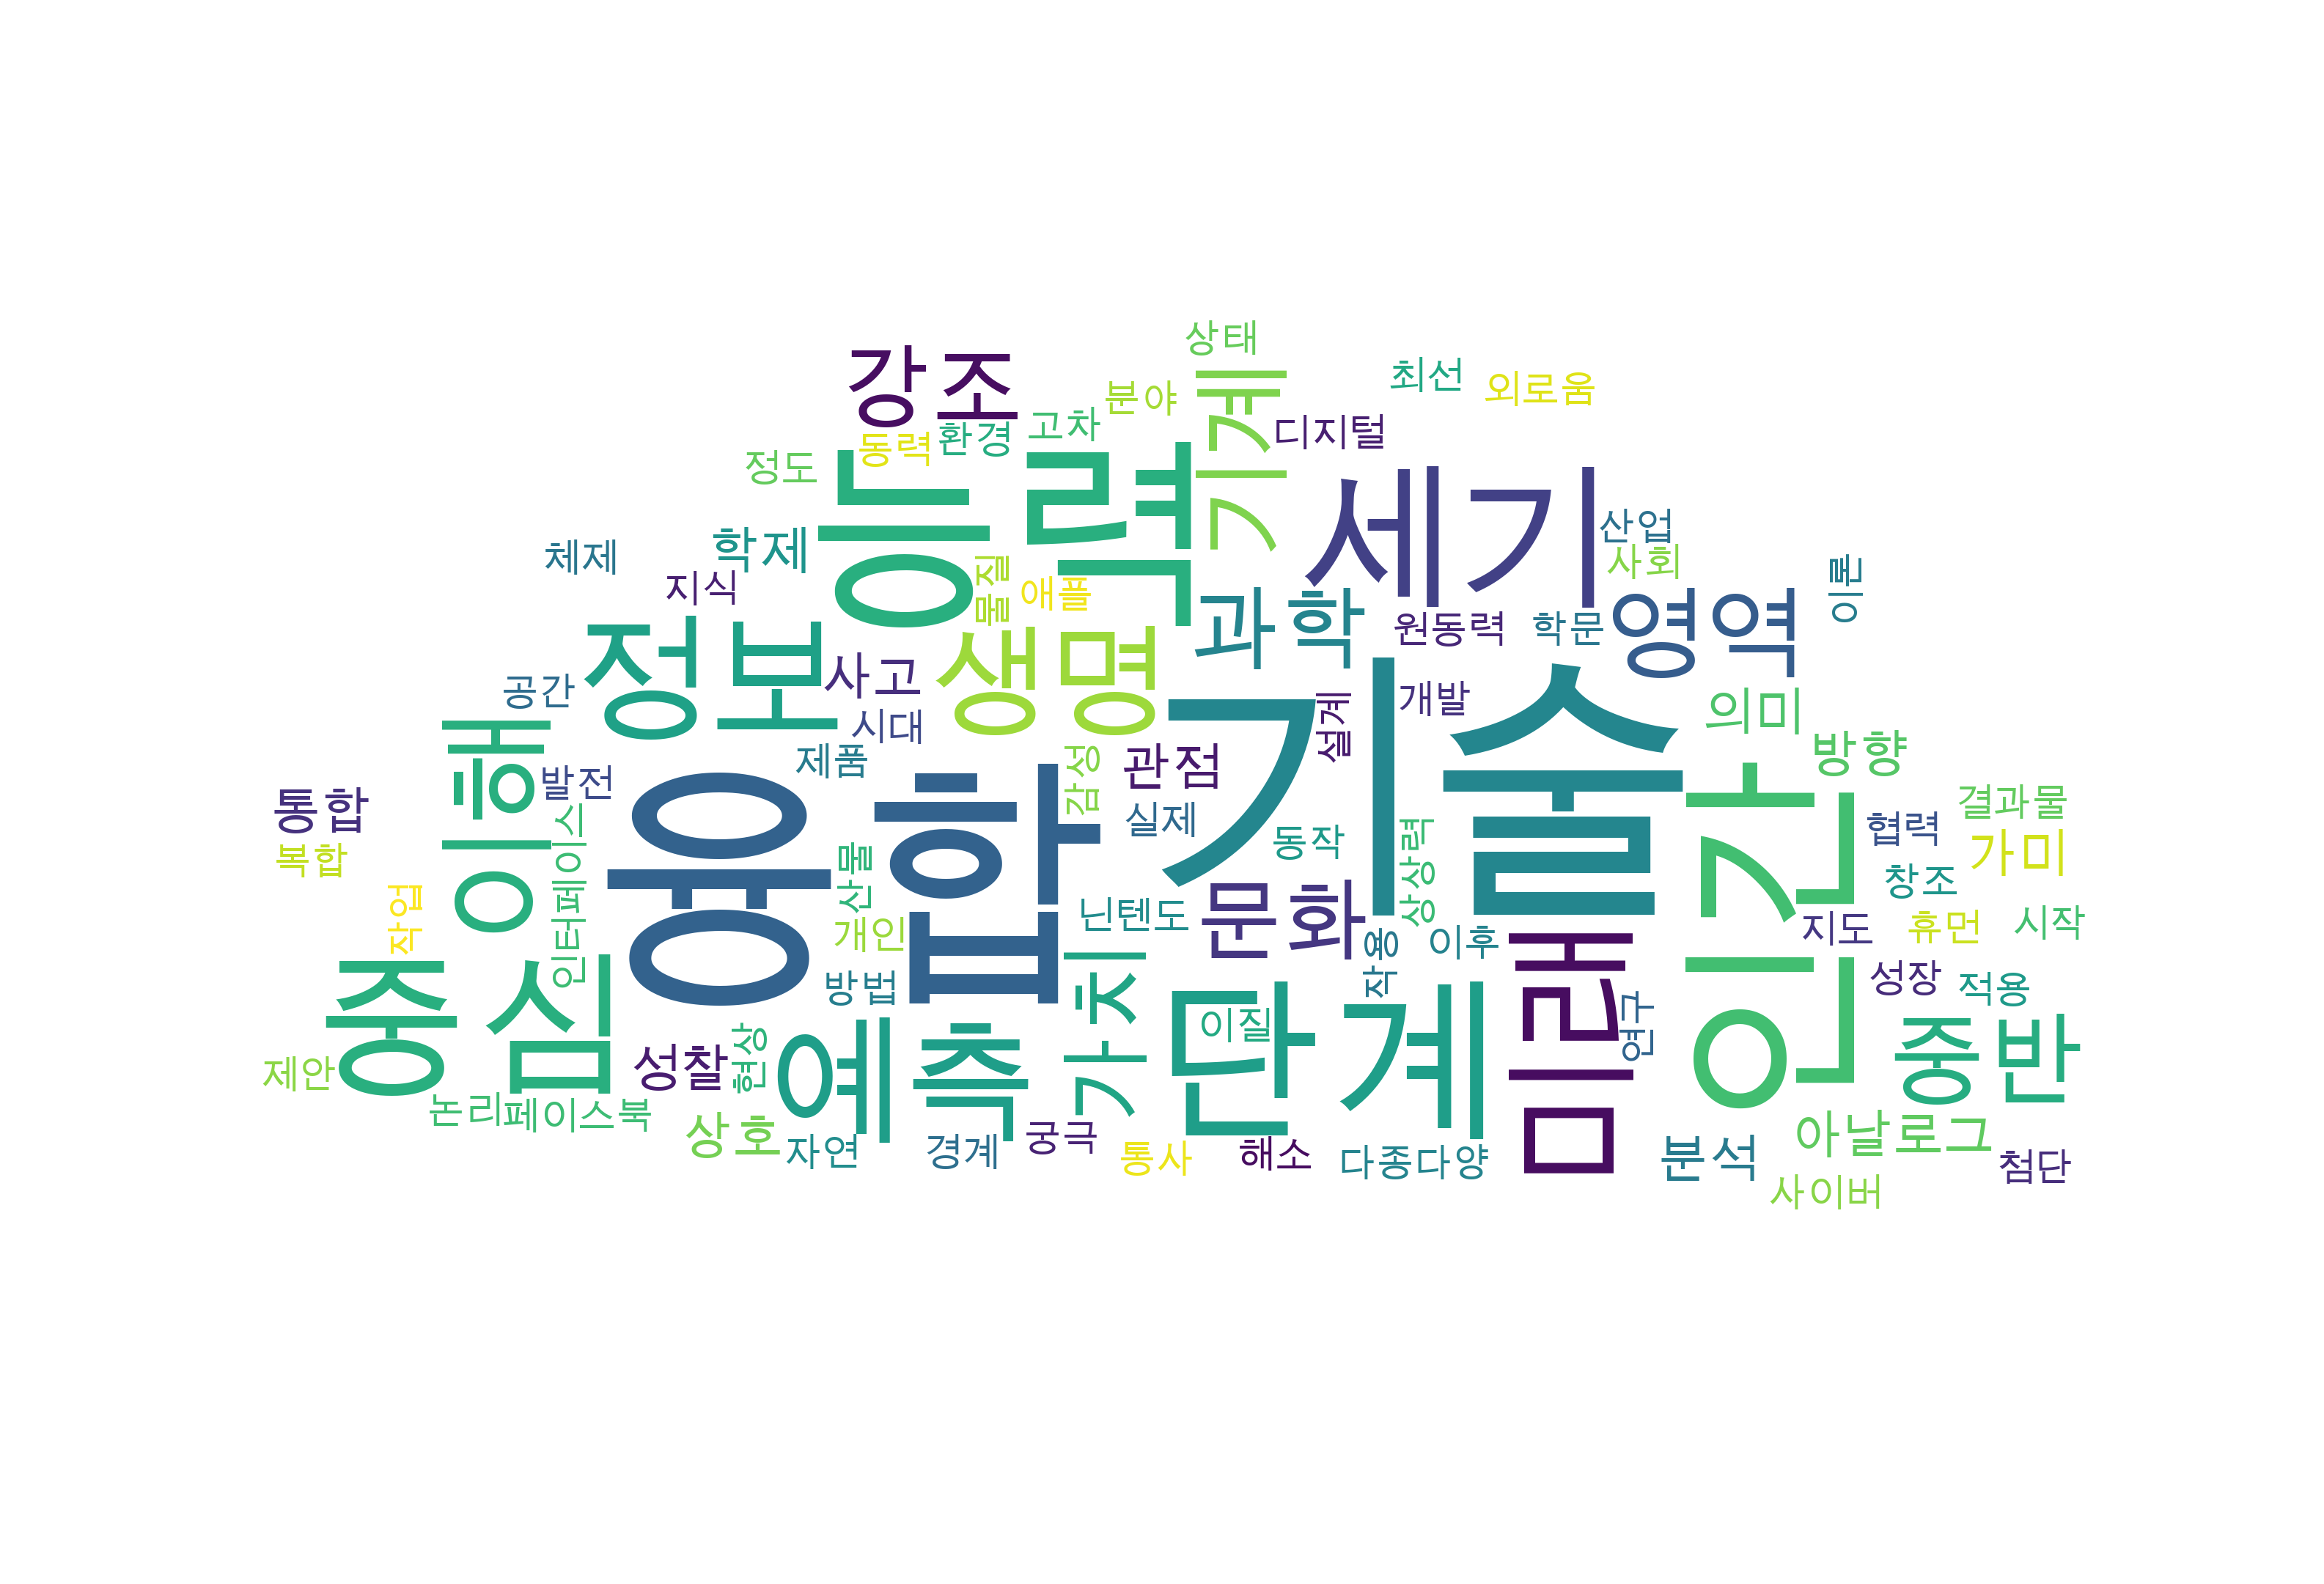 상태
강조
최선
외로움
분야
고차
기계
디지털
동력
환경
정도
맥락
세기
산업
학제
체제
사회
이론
지식
물질
애플
과학
영역
원동력
학문
정보
생명
사고
공간
시대
기술
설계
개발
의미
이해
제품
감성
관점
방향
발전
통합
융합
실제
동작
상상력
인간
결과물
협력
가미
복합
인터페이스
산물
창조
작업
개인
닌텐도
문화
작용
이후
지도
휴먼
시작
중심
방법
가치
단계
이질
미래
연구
성장
적용
제안
성찰
현상
예측
중반
논리
페이스북
상호
자연
경계
궁극
통사
해소
다종다양
분석
아날로그
첨단
사이버